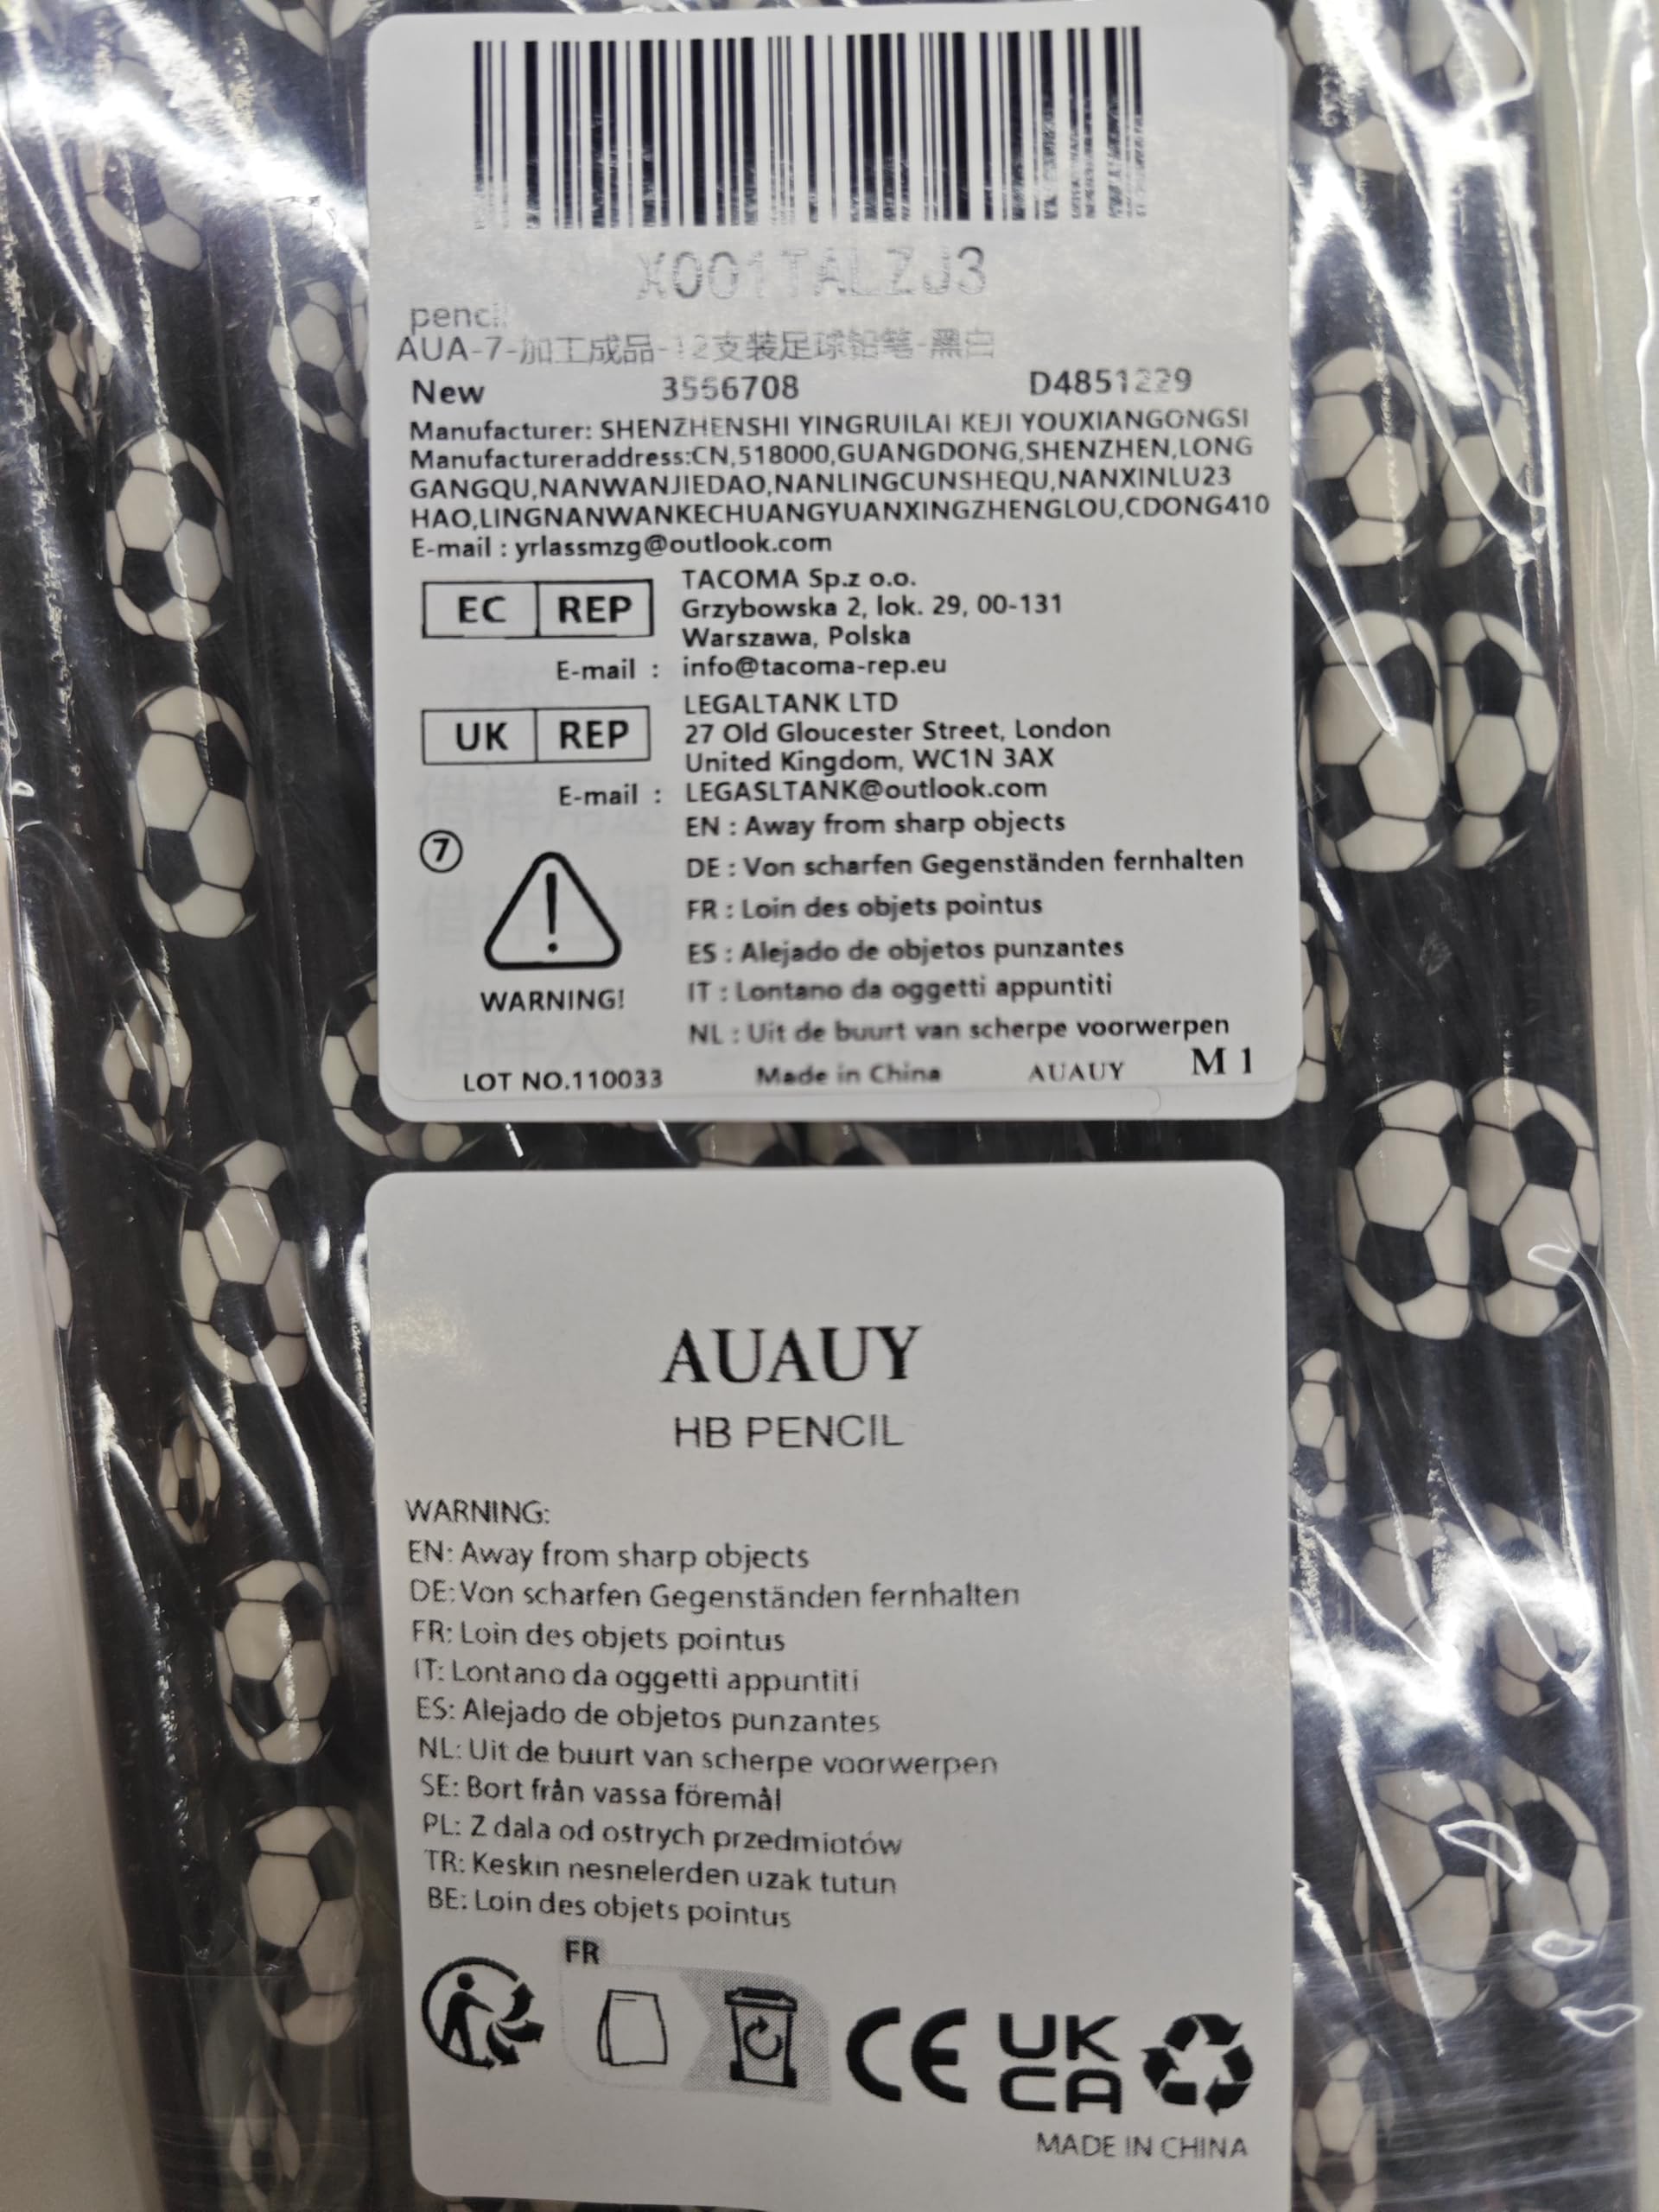 X001TALZJ3
pencil
AUA-7-加工成品-12支装足球铅笔-黑白
New 3566708 D4851229
Manufacturer: SHENZHENSHI YINGRUILAI KEJI YOUXIANGONGSI
Manufactureraddress:CN,518000,GUANGDONG,SHENZHEN,LONG
GANGQU,NANWANJIEDAO,NANLINGCUNSHEQU,NANXINLU23
HAO,LINGNANWANKECHUANGYUANXINGZHENGLOU,CDONG410
E-mail : yrlassmzg@outlook.com
EC REP
TACOMA Sp.z o.o.
Grzybowska 2, lok. 29, 00-131
Warszawa, Polska
E-mail : info@tacoma-rep.eu
UK REP
LEGALTANK LTD
27 Old Gloucester Street, London
United Kingdom, WC1N 3AX
E-mail : LEGASLTANK@outlook.com
⑦
WARNING!
EN : Away from sharp objects
DE : Von scharfen Gegenständen fernhalten
FR : Loin des objets pointus
ES : Alejado de objetos punzantes
IT : Lontano da oggetti appuntiti
NL : Uit de buurt van scherpe voorwerpen
LOT NO.110033 Made in China AUAUY M 1
AUAUY
HB PENCIL
WARNING:
EN: Away from sharp objects
DE: Von scharfen Gegenständen fernhalten
FR: Loin des objets pointus
IT: Lontano da oggetti appuntiti
ES: Alejado de objetos punzantes
NL: Uit de buurt van scherpe voorwerpen
SE: Bort från vassa föremål
PL: Z dala od ostrych przedmiotów
TR: Keskin nesnelerden uzak tutun
BE: Loin des objets pointus
FR
CE UK
CA
MADE IN CHINA